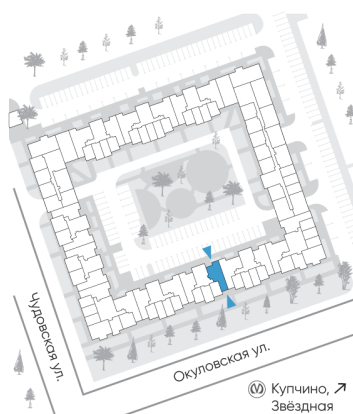 Чудовская ул.
Окуловская ул.
Купчино, ↗
Звёздная